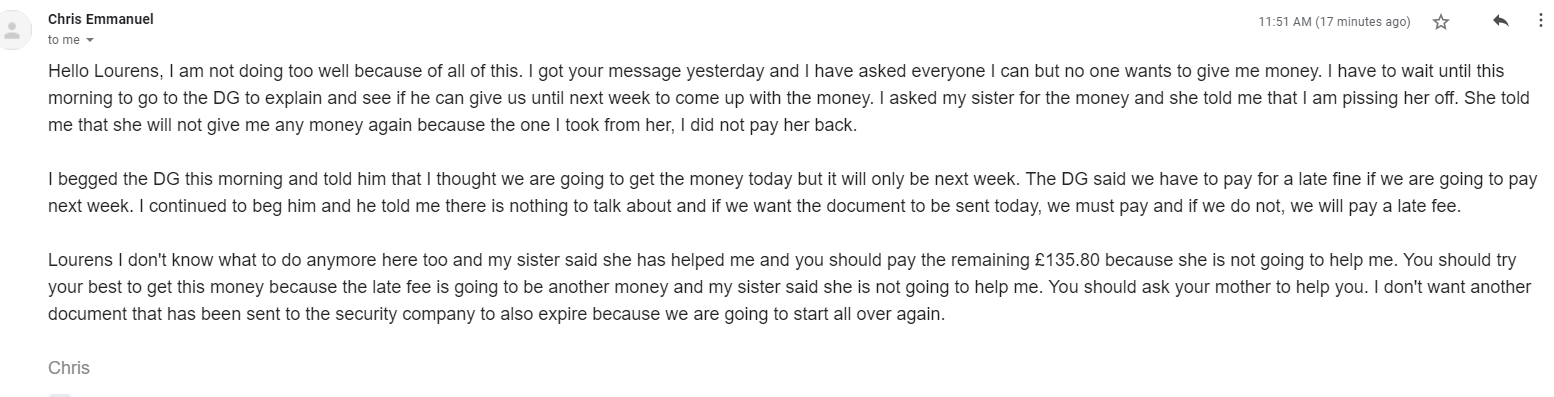 Chris Emmanuel
11:51 AM (17 minutes ago)
to me
Hello Lourens, I am not doing too well because of all of this. I got your message yesterday and I have asked everyone I can but no one wants to give me money. I have to wait until this
morning to go to the DG to explain and see if he can give us until next week to come up with the money. I asked my sister for the money and she told me that I am pissing her off. She told
me that she will not give me any money again because the one I took from her, I did not pay her back.
I begged the DG this morning and told him that I thought we are going to get the money today but it will only be next week. The DG said we have to pay for a late fine if we are going to pay
next week. I continued to beg him and he told me there is nothing to talk about and if we want the document to be sent today, we must pay and if we do not, we will pay a late fee.
Lourens I don't know what to do anymore here too and my sister said she has helped me and you should pay the remaining £135.80 because she is not going to help me. You should try
your best to get this money because the late fee is going to be another money and my sister said she is not going to help me. You should ask your mother to help you. I don't want another
document that has been sent to the security company to also expire because we are going to start all over again.
Chris